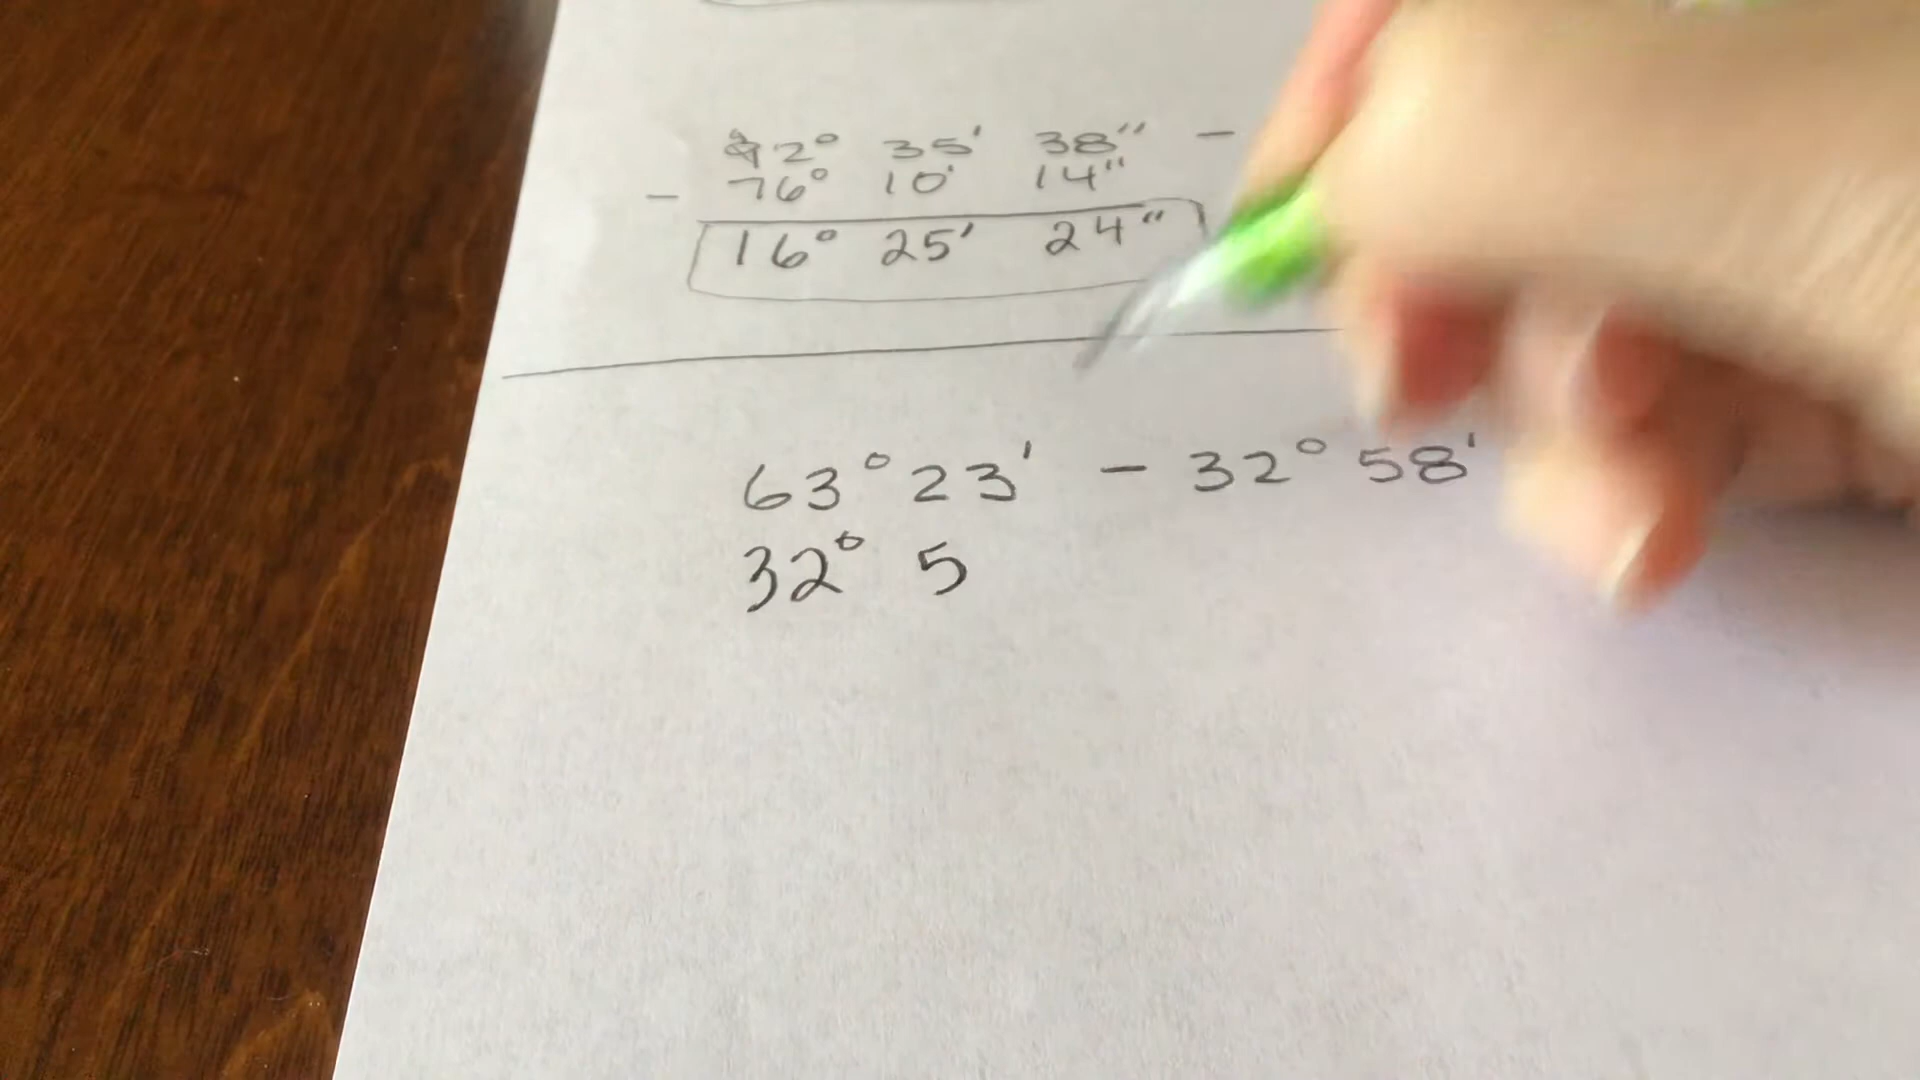 92° 35' 38" -
- 76° 10' 14"
16° 25' 24"
63° 23' - 32° 58'
32° 5